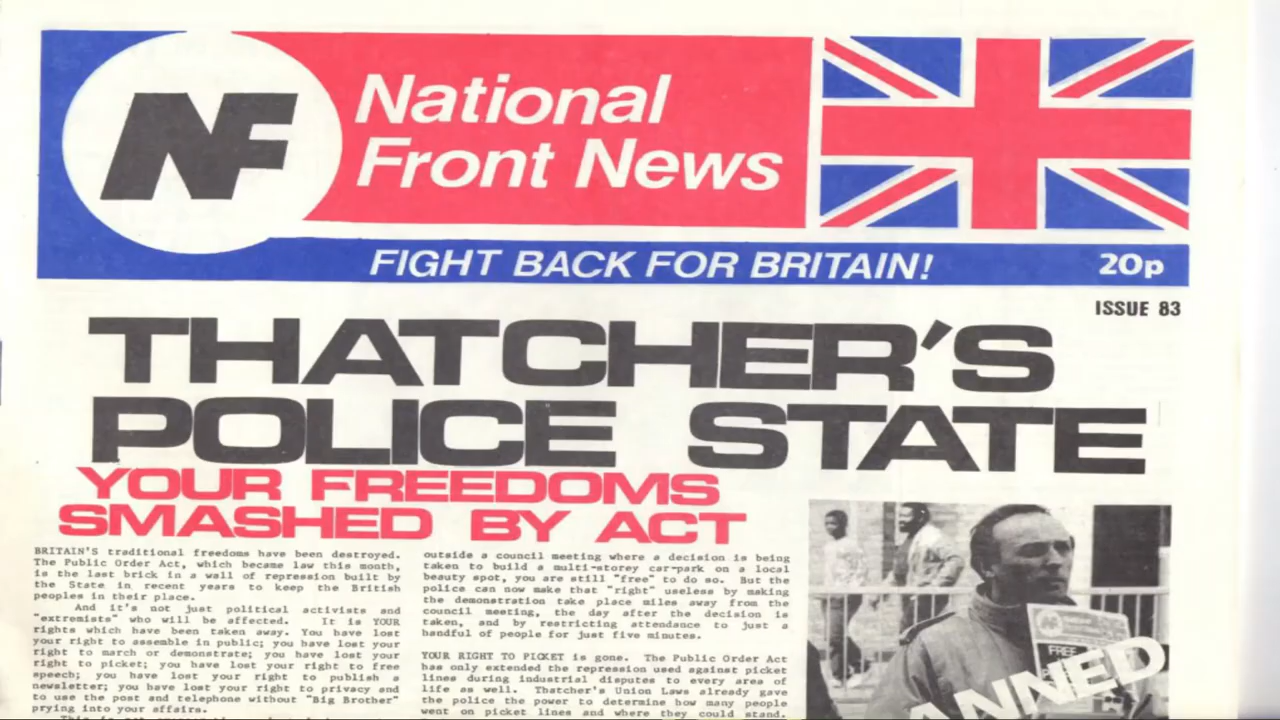 NF
National
Front News
FIGHT BACK FOR BRITAIN!
20p
ISSUE 83
THATCHER'S
POLICE STATE
YOUR FREEDOMS
SMASHED BY ACT
BRITAIN'S traditional freedoms have been destroyed.
The Public Order Act, which became law this month,
is the last brick in a wall of repression built by
the State in recent years to keep the British
peoples in their place.
And it's not just political activists and
"extremists" who will be affected. It is YOUR
rights which have been taken away. You have lost
your right to assemble in public; you have lost your
right to march or demonstrate; you have lost your
right to picket; you have lost your right to free
speech; you have lost your right to publish a
newsletter; you have lost your right to privacy and
to use the post and telephone without "Big Brother"
prying into your affairs.
outside a council meeting where a decision is being
taken to build a multi-storey car-park on a local
beauty spot, you are still "free" to do so. But the
police can now make that "right" useless by making
the demonstration take place miles away from the
council meeting, the day after the decision is
taken, and by restricting attendance to just a
handful of people for just five minutes.
YOUR RIGHT TO PICKET is gone. The Public Order Act
has only extended the repression used against picket
lines during industrial disputes to every area of
life as well. Thatcher's Union Laws already gave
the police the power to determine how many people
went on picket lines and where they could stand.
FREE
ANNED